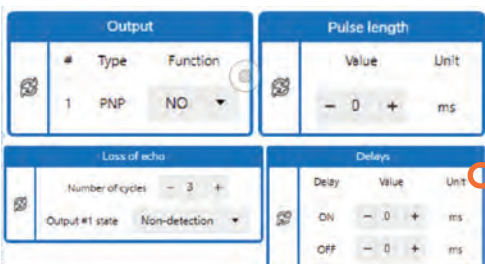 Output
# Type Function
1 PNP NO
Pulse length
Value Unit
- 0 + ms
Loss of echo
Number of cycles - 3 +
Output #1 state Non-detection
Delays
Delay Value Unit
ON - 0 + ms
OFF - 0 + ms